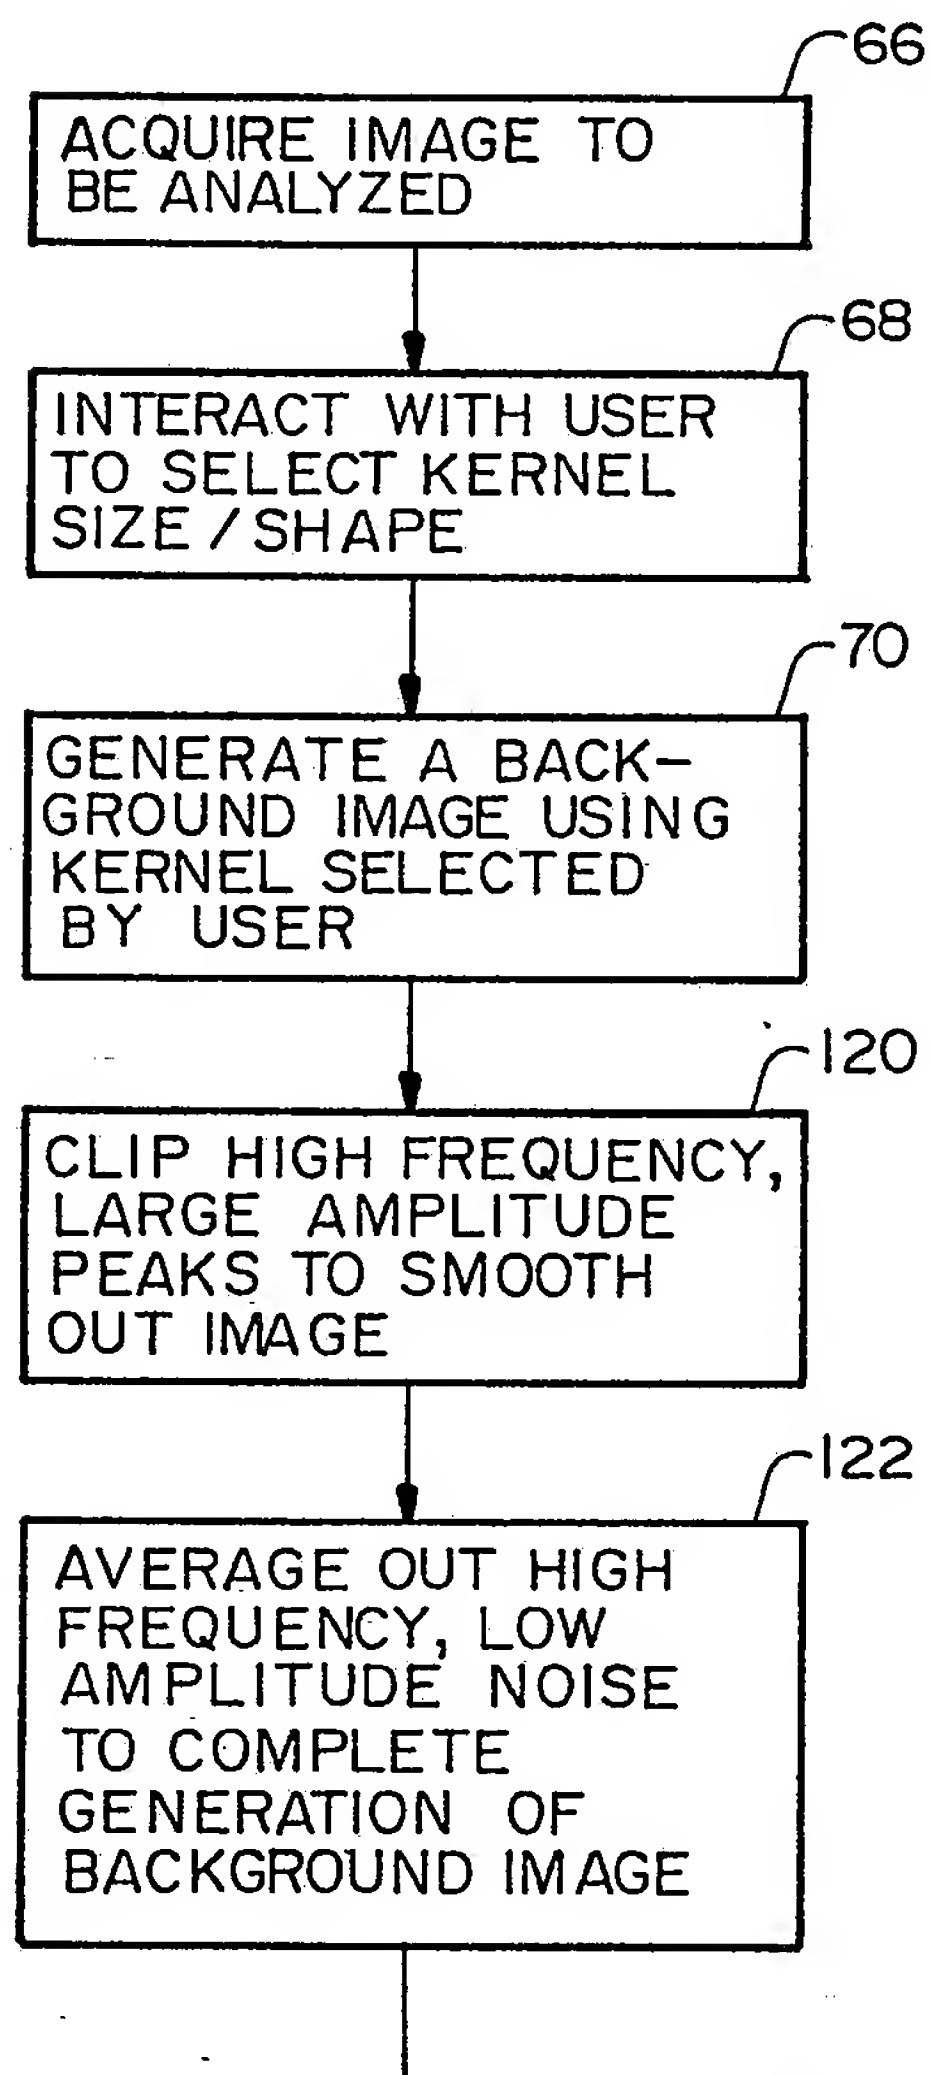 66
ACQUIRE IMAGE TO
BE ANALYZED
68
INTERACT WITH USER
TO SELECT KERNEL
SIZE / SHAPE
70
GENERATE A BACK-
GROUND IMAGE USING
KERNEL SELECTED
BY USER
120
CLIP HIGH FREQUENCY,
LARGE AMPLITUDE
PEAKS TO SMOOTH
OUT IMAGE
122
AVERAGE OUT HIGH
FREQUENCY, LOW
AMPLITUDE NOISE
TO COMPLETE
GENERATION OF
BACKGROUND IMAGE